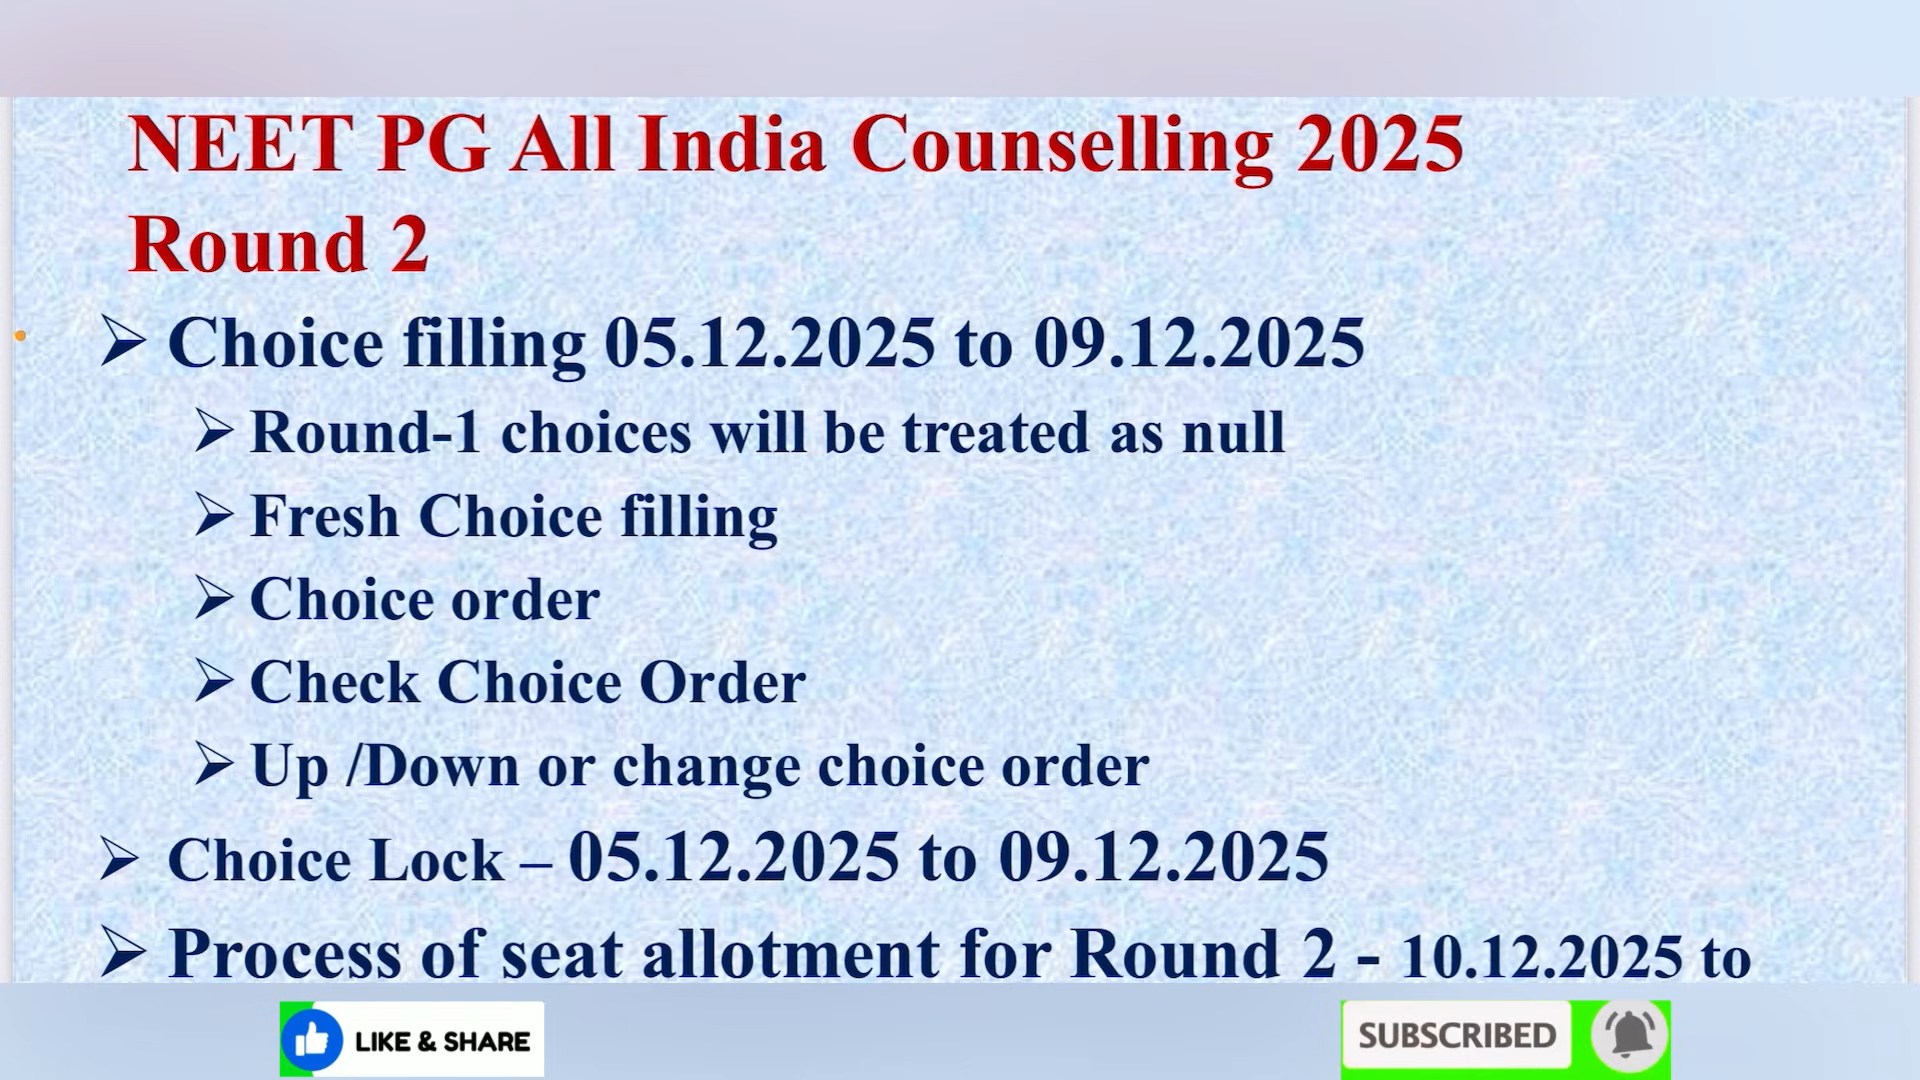 NEET PG All India Counselling 2025
Round 2
➢ Choice filling 05.12.2025 to 09.12.2025
➢ Round-1 choices will be treated as null
➢ Fresh Choice filling
➢ Choice order
➢ Check Choice Order
➢ Up /Down or change choice order
➢ Choice Lock – 05.12.2025 to 09.12.2025
➢ Process of seat allotment for Round 2 - 10.12.2025 to
LIKE & SHARE
SUBSCRIBED